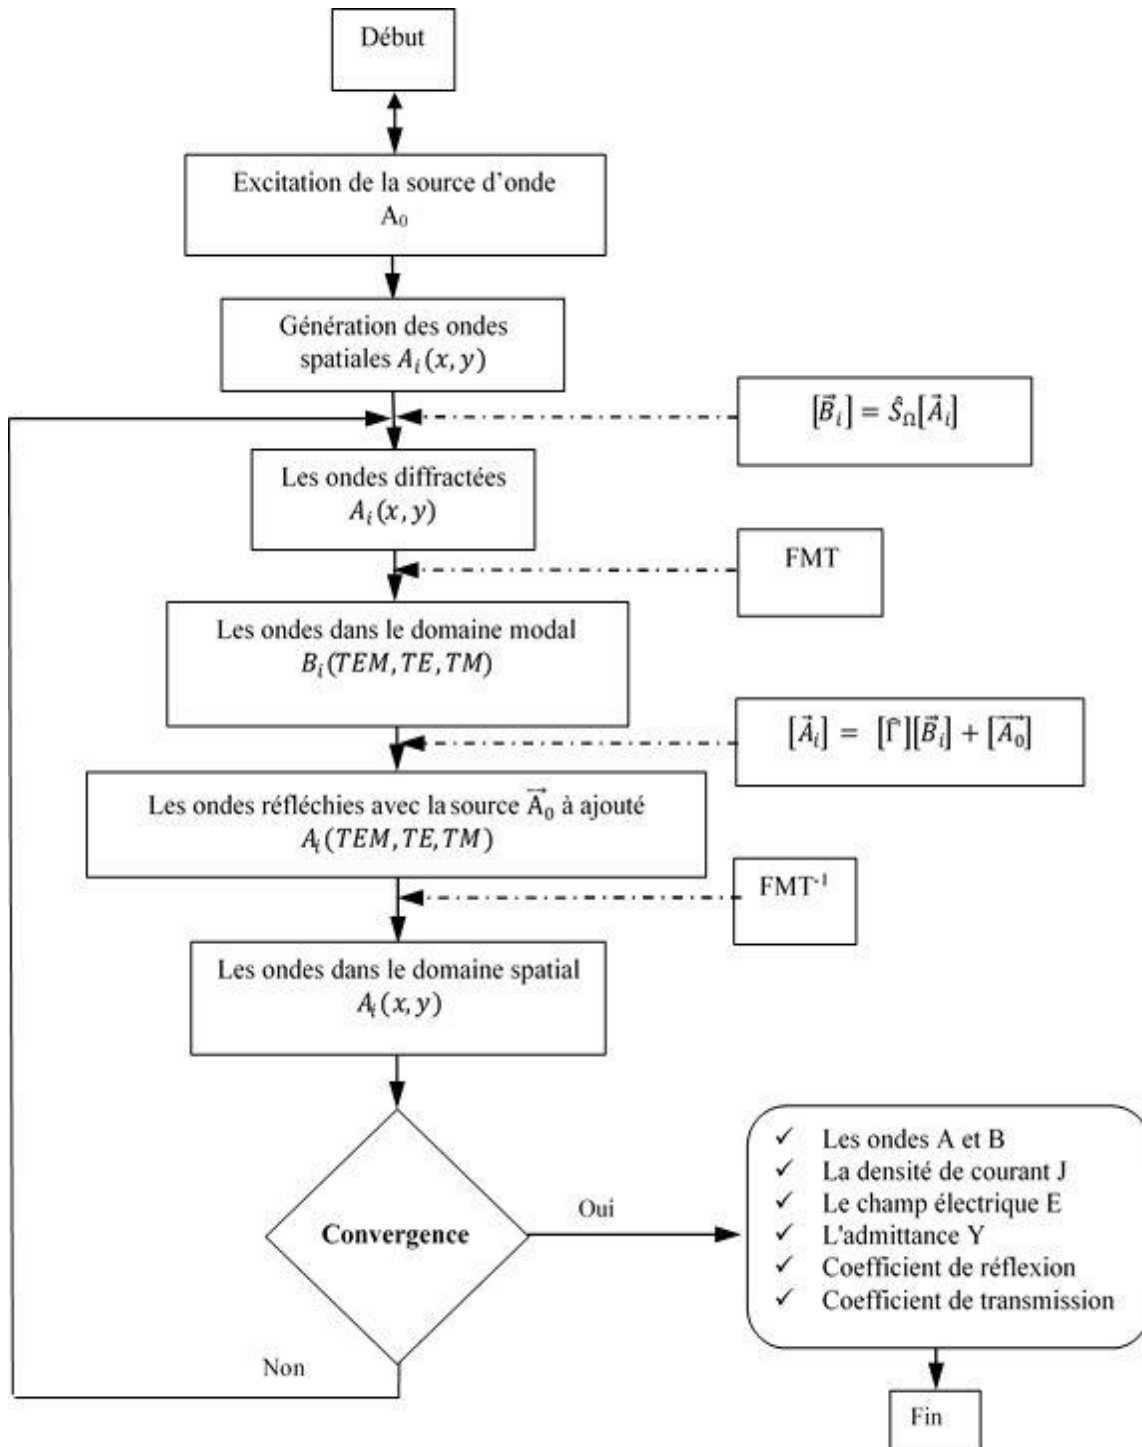 Début
Excitation de la source d'onde
A₀
Génération des ondes
spatiales Aᵢ(x, y)
[B⃗ᵢ] = Ŝ_Ω[A⃗ᵢ]
Les ondes diffractées
Aᵢ(x, y)
FMT
Les ondes dans le domaine modal
Bᵢ(TEM, TE, TM)
[A⃗ᵢ] = [Γ̂][B⃗ᵢ] + [A⃗₀]
Les ondes réfléchies avec la source A⃗₀ à ajouté
Aᵢ(TEM, TE, TM)
FMT⁻¹
Les ondes dans le domaine spatial
Aᵢ(x, y)
Convergence
Oui
Non
✓ Les ondes A et B
✓ La densité de courant J
✓ Le champ électrique E
✓ L'admittance Y
✓ Coefficient de réflexion
✓ Coefficient de transmission
Fin